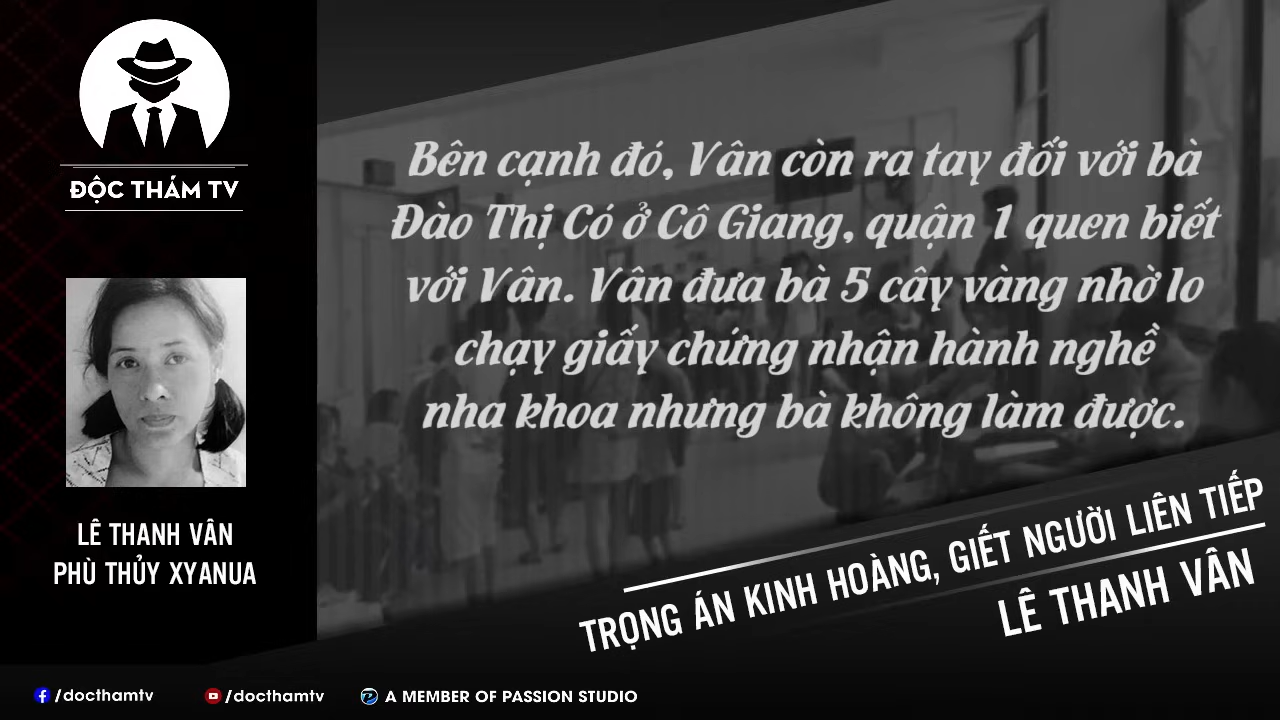 ĐỘC THÁM TV
LÊ THANH VÂN
PHÙ THỦY XYANUA
Bên cạnh đó, Vân còn ra tay đối với bà
Đào Thị Có ở Cô Giang, quận 1 quen biết
với Vân. Vân đưa bà 5 cây vàng nhờ lo
chạy giấy chứng nhận hành nghề
nha khoa nhưng bà không làm được.
TRỌNG ÁN KINH HOÀNG, GIẾT NGƯỜI LIÊN TIẾP
LÊ THANH VÂN
/docthamtv
/docthamtv
A MEMBER OF PASSION STUDIO